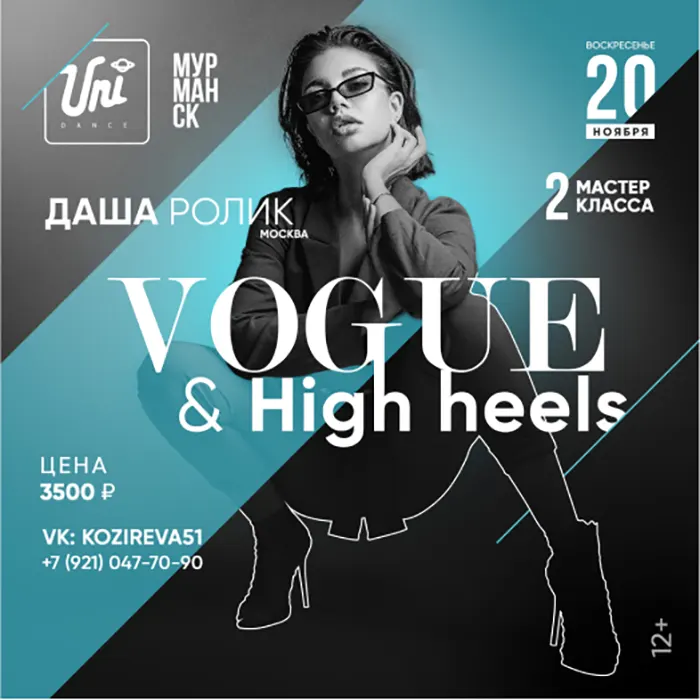 Uni
DANCE
МУР
МАН
СК
ВОСКРЕСЕНЬЕ
20
НОЯБРЯ
2 МАСТЕР
КЛАССА
ДАША РОЛИК
МОСКВА
VOGUE
& High heels
ЦЕНА
3500 ₽
VK: KOZIREVA51
+7 (921) 047-70-90
12+